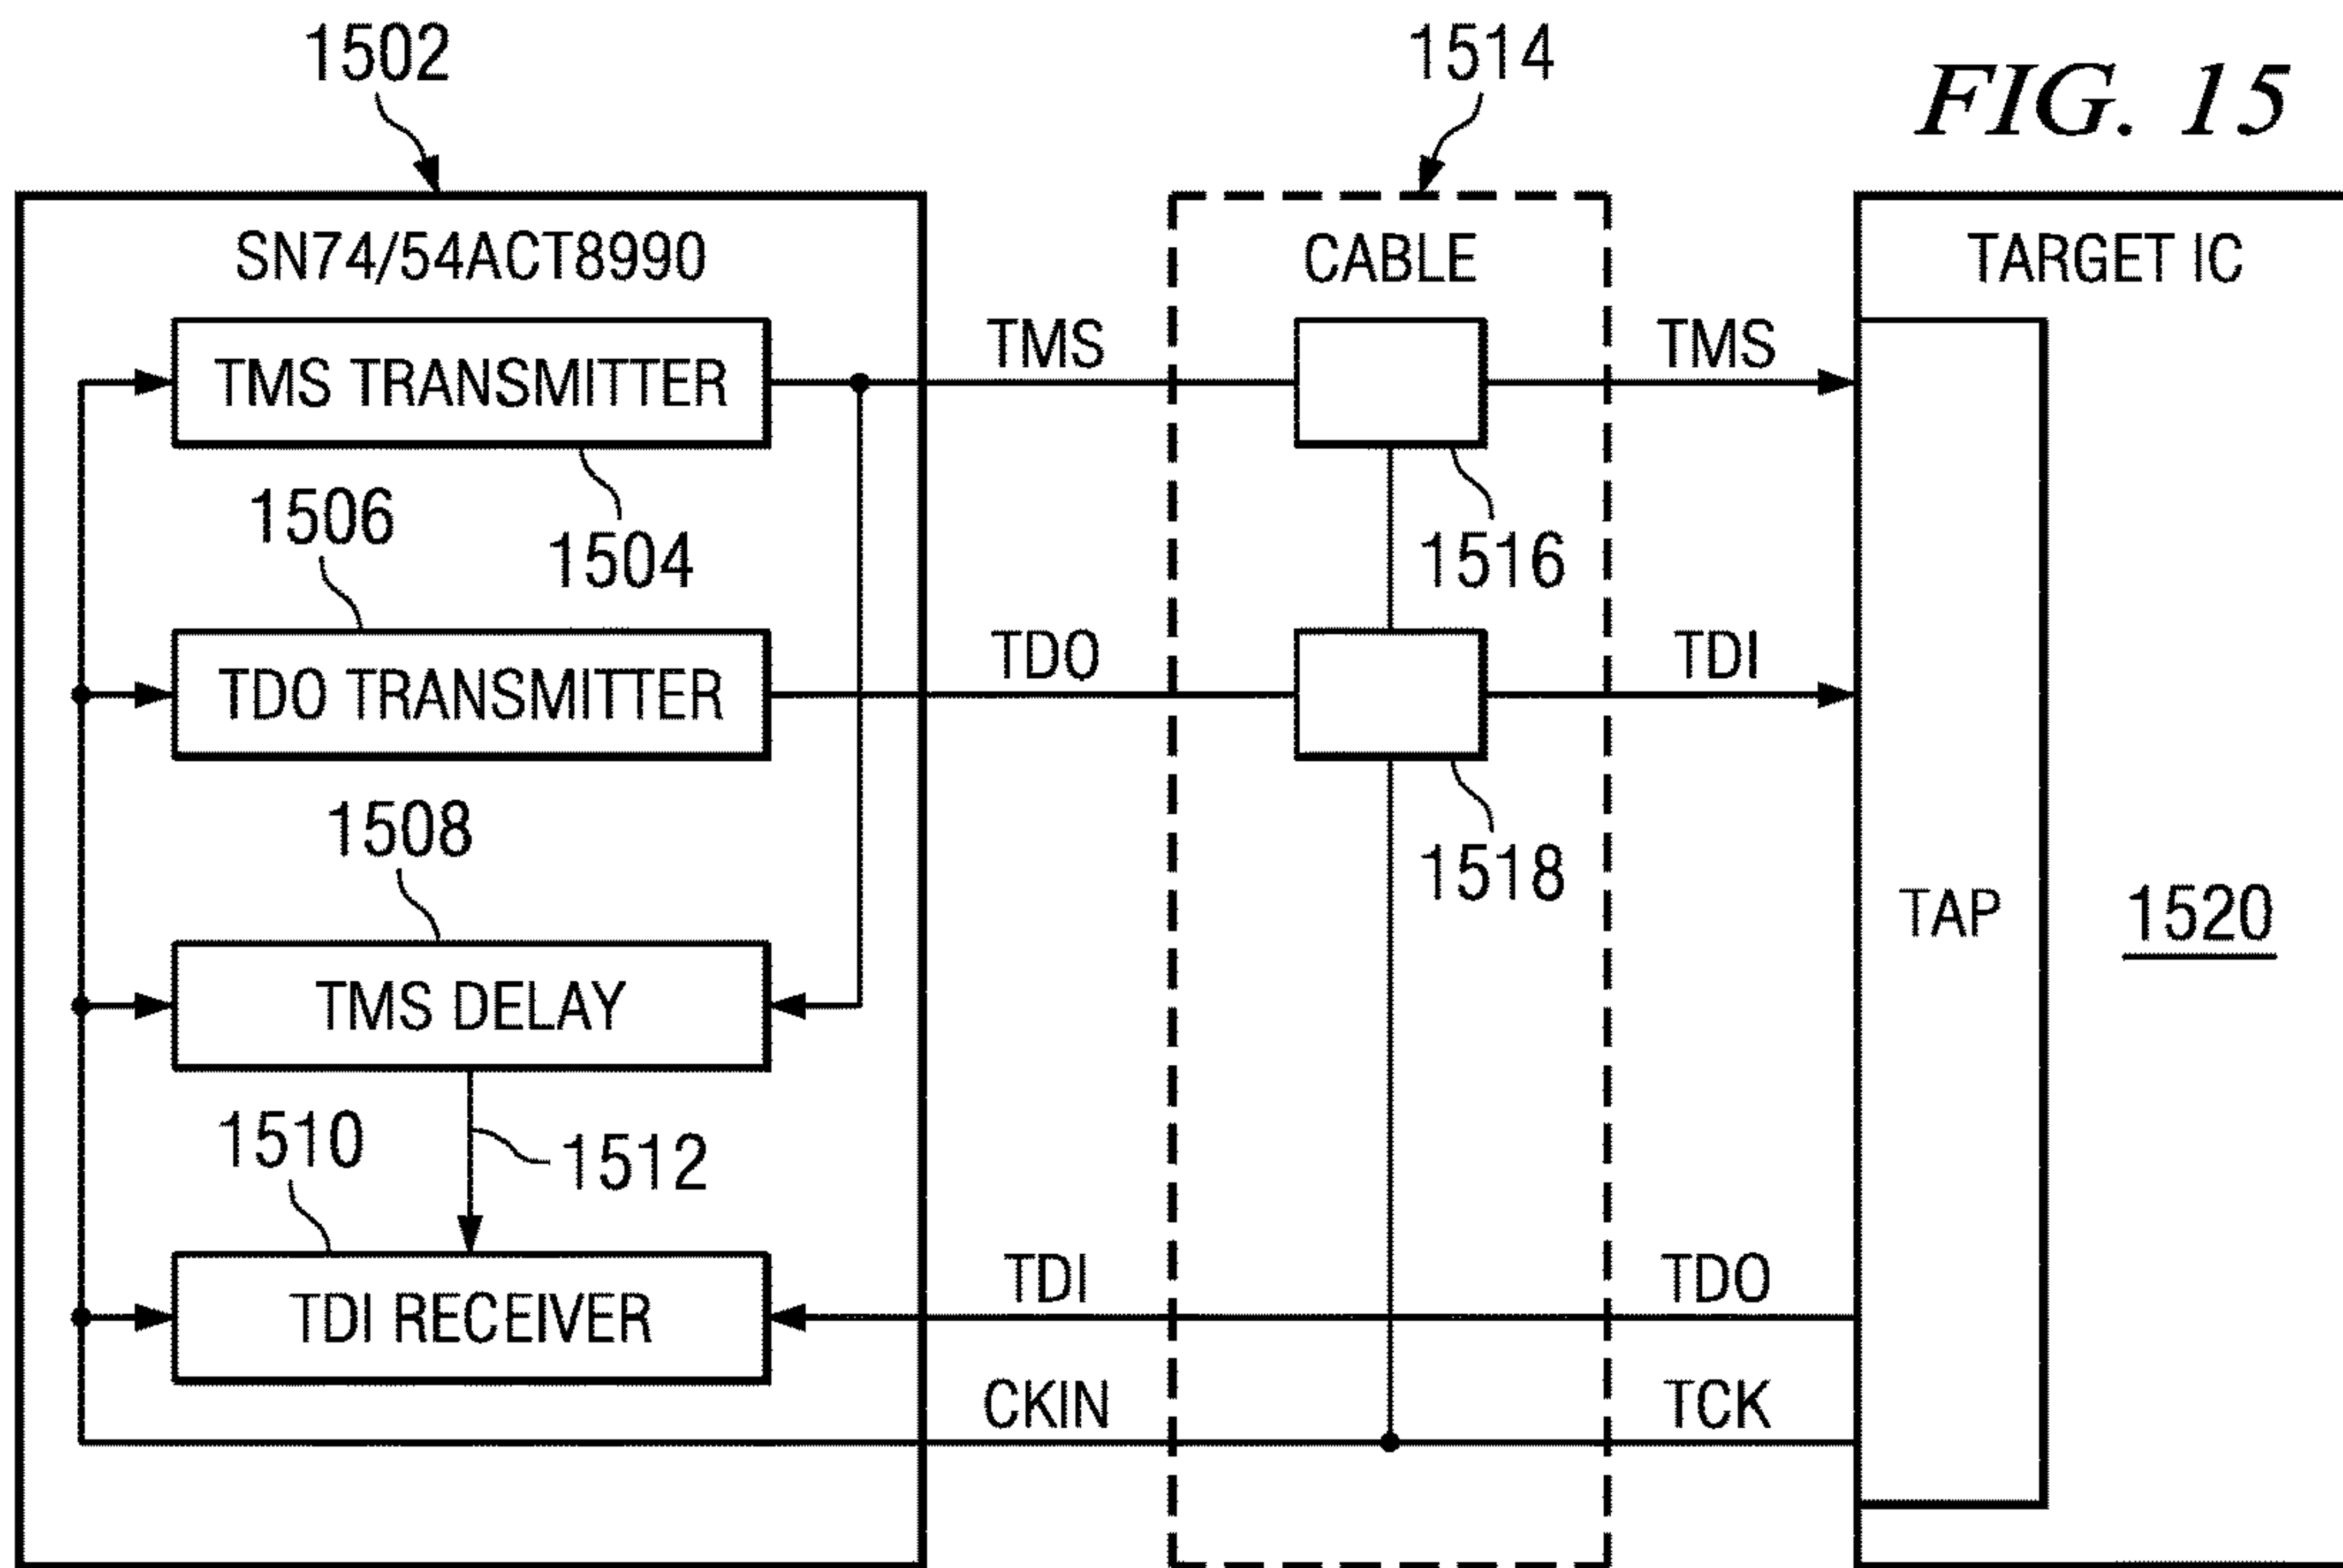 1502
1514
FIG. 15
SN74/54ACT8990
CABLE
TARGET IC
TMS TRANSMITTER
TMS
TMS
1506
1504
1516
TDO TRANSMITTER
TDO
TDI
1508
1518
TMS DELAY
TAP
1520
1510
1512
TDI RECEIVER
TDI
TDO
CKIN
TCK